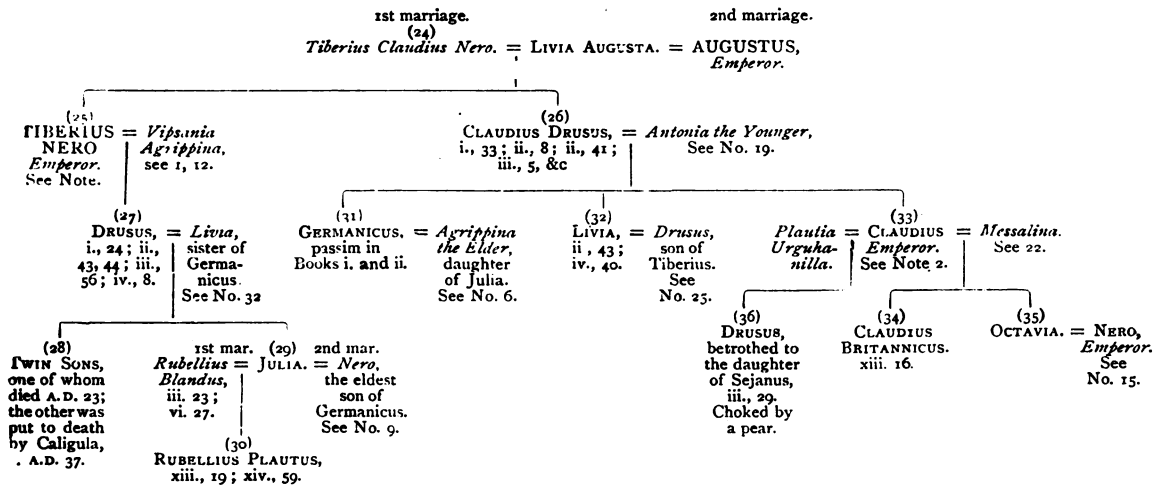 1st marriage. 2nd marriage.
(24)
Tiberius Claudius Nero. = LIVIA AUGUSTA. = AUGUSTUS,
Emperor.
(25)
TIBERIUS = Vipsania
NERO Agrippina,
Emperor. see 1, 12.
See Note.
(26)
CLAUDIUS DRUSUS, = Antonia the Younger,
i., 33 ; ii., 8 ; ii., 41 ; See No. 19.
iii., 5, &c
(27)
DRUSUS, = Livia,
i., 24 ; ii., sister of
43, 44 ; iii., Germa-
56 ; iv., 8. nicus.
See No. 32
(31)
GERMANICUS. = Agrippina
passim in the Elder,
Books i. and ii. daughter
of Julia.
See No. 6.
(32)
LIVIA, = Drusus,
ii , 43 ; son of
iv., 40. Tiberius.
See
No. 25.
(33)
Plautia = CLAUDIUS = Messalina.
Urguha- Emperor. See 22.
nilla. See Note 2.
(28)
TWIN SONS,
one of whom
died A.D. 23;
the other was
put to death
by Caligula,
. A.D. 37.
1st mar. (29) 2nd mar.
Rubellius = JULIA. = Nero,
Blandus, the eldest
iii. 23 ; son of
vi. 27. Germanicus.
See No. 9.
(30)
RUBELLIUS PLAUTUS,
xiii., 19 ; xiv., 59.
(36)
DRUSUS,
betrothed to
the daughter
of Sejanus,
iii., 29.
Choked by
a pear.
(34)
CLAUDIUS
BRITANNICUS.
xiii. 16.
(35)
OCTAVIA. = NERO,
Emperor.
See
No. 15.